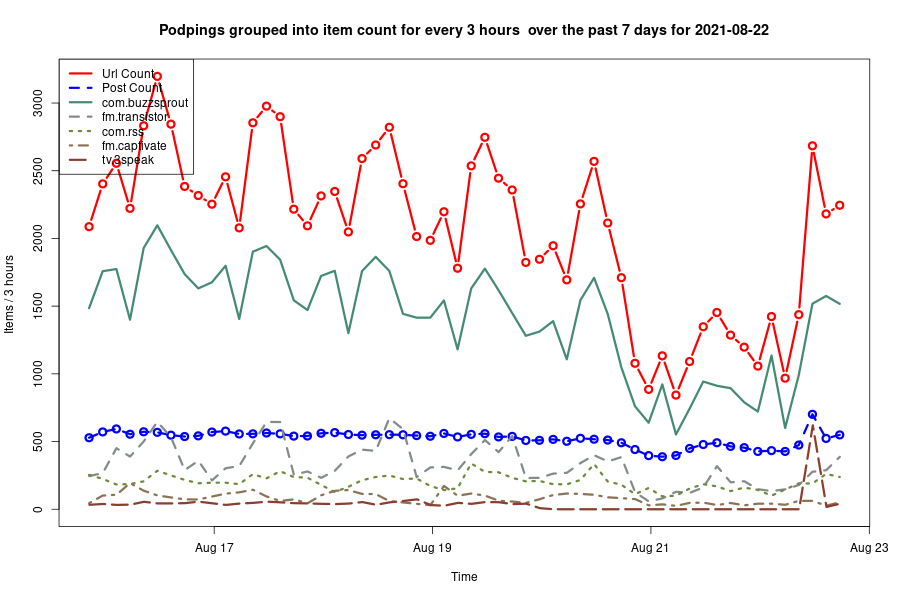 Podpings grouped into item count for every 3 hours  over the past 7 days for 2021-08-22
Url Count
Post Count
com.buzzsprout
fm.transistor
com.rss
fm.captivate
tv.3speak
Items / 3 hours
3000
2500
2000
1500
1000
500
0
Aug 17
Aug 19
Aug 21
Aug 23
Time